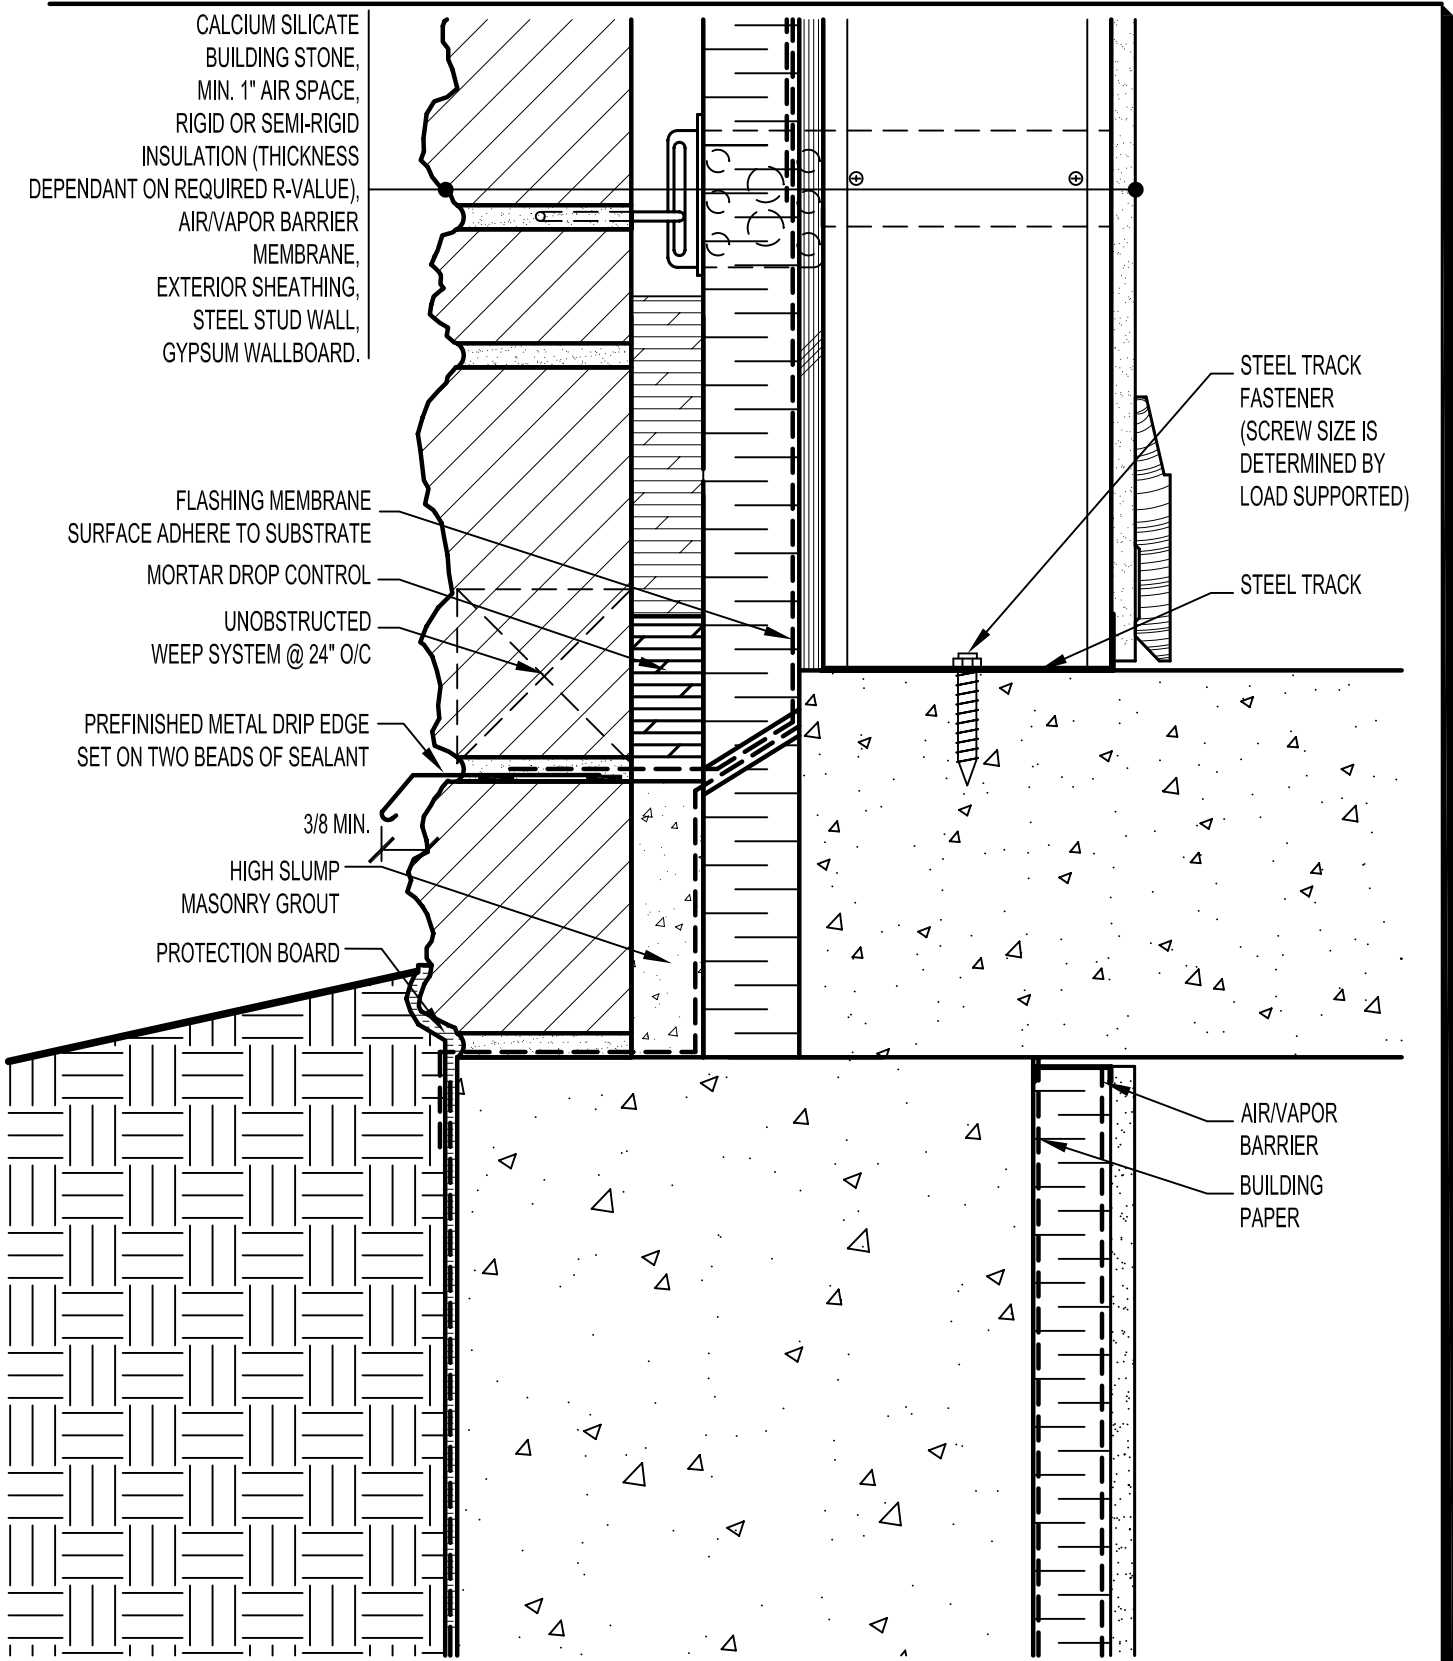 CALCIUM SILICATE
BUILDING STONE,
MIN. 1" AIR SPACE,
RIGID OR SEMI-RIGID
INSULATION (THICKNESS
DEPENDANT ON REQUIRED R-VALUE),
AIR/VAPOR BARRIER
MEMBRANE,
EXTERIOR SHEATHING,
STEEL STUD WALL,
GYPSUM WALLBOARD.
FLASHING MEMBRANE
SURFACE ADHERE TO SUBSTRATE
MORTAR DROP CONTROL
UNOBSTRUCTED
WEEP SYSTEM @ 24" O/C
PREFINISHED METAL DRIP EDGE
SET ON TWO BEADS OF SEALANT
3/8 MIN.
HIGH SLUMP
MASONRY GROUT
PROTECTION BOARD
STEEL TRACK
FASTENER
(SCREW SIZE IS
DETERMINED BY
LOAD SUPPORTED)
STEEL TRACK
AIR/VAPOR
BARRIER
BUILDING
PAPER